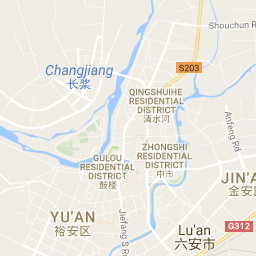 Shouchun R
S203
Changjiang
长桨
QINGSHUIHE
RESIDENTIAL
DISTRICT
清水河
Anfeng Rd
ZHONGSHI
RESIDENTIAL
DISTRICT
中市
GULOU
RESIDENTIAL
DISTRICT
鼓楼
JIN'A
金安区
YU'AN
裕安区
Jiefang S R
Lu'an
六安市
G312